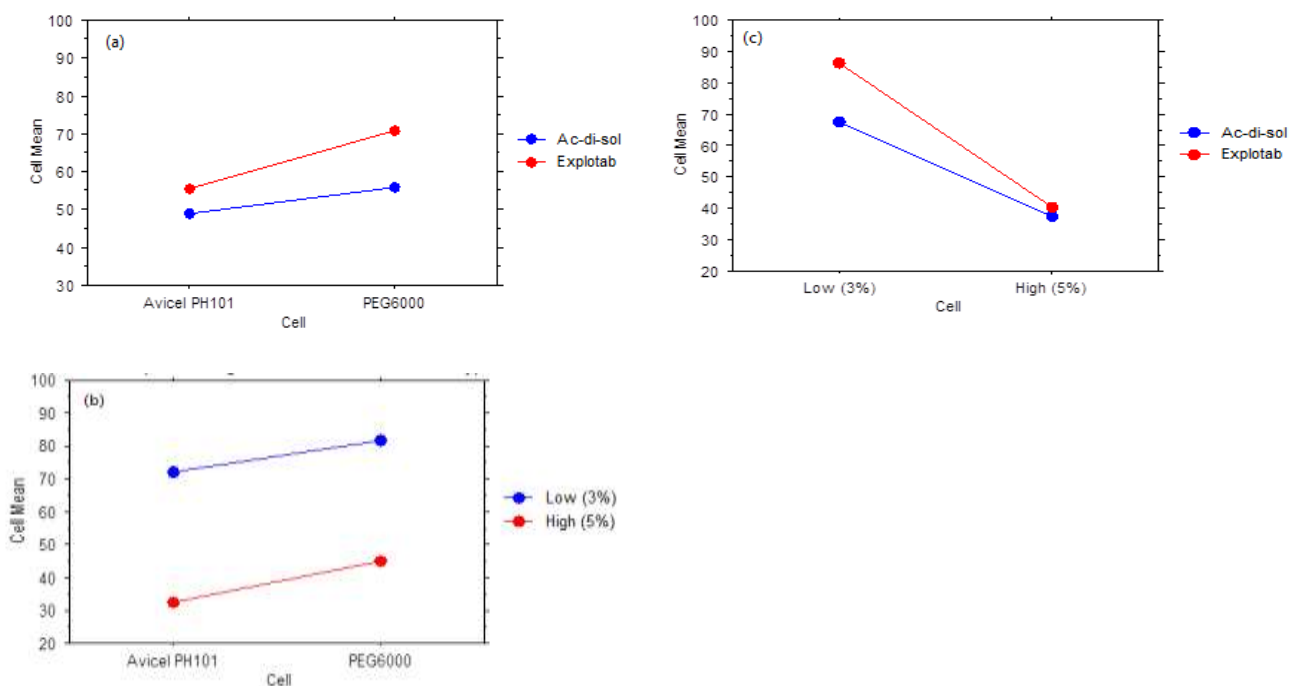 (a)
100
90
80
70
60
50
40
30
Cell Mean
Avicel PH101 PEG6000
Cell
Ac-di-sol
Explotab
(c)
100
90
80
70
60
50
40
30
20
Cell Mean
Low (3%) High (5%)
Cell
Ac-di-sol
Explotab
(b)
100
90
80
70
60
50
40
30
20
Cell Mean
Avicel PH101 PEG6000
Cell
Low (3%)
High (5%)